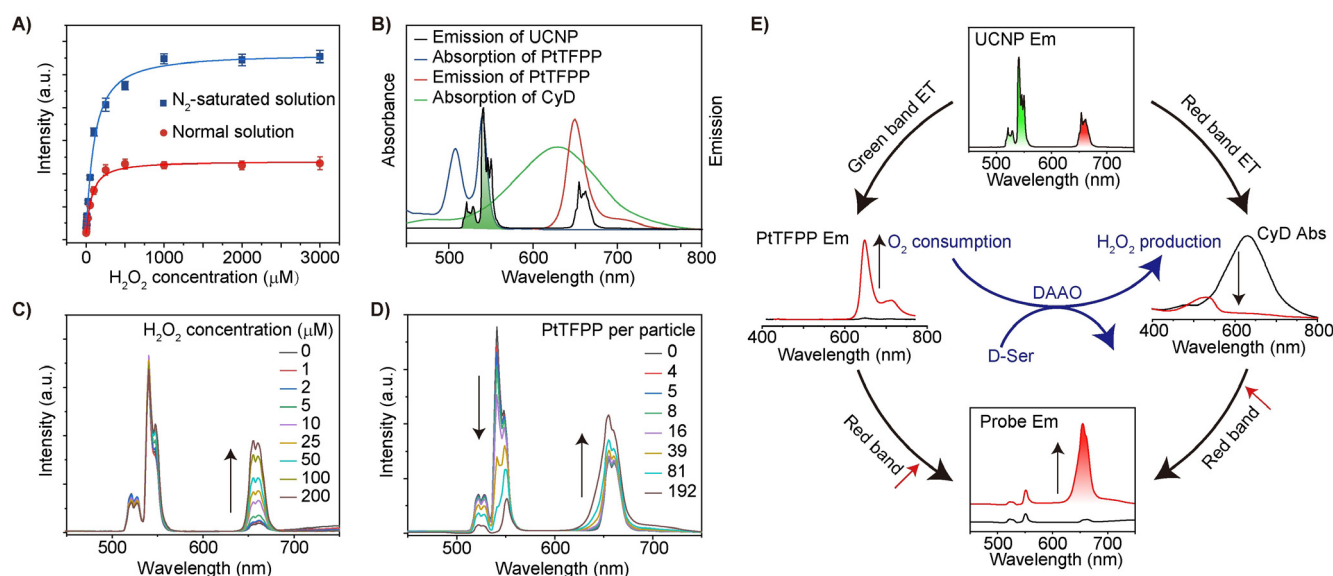 A)
Intensity (a.u.)
N₂-saturated solution
Normal solution
0 500 1000 1500 2000 2500 3000
H₂O₂ concentration (μM)
B)
Absorbance
Emission of UCNP
Absorption of PtTFPP
Emission of PtTFPP
Absorption of CyD
Emission
500 600 700 800
Wavelength (nm)
C)
Intensity (a.u.)
H₂O₂ concentration (μM)
0
1
2
5
10
25
50
100
200
500 600 700
Wavelength (nm)
D)
Intensity (a.u.)
PtTFPP per particle
0
4
5
8
16
39
81
192
500 600 700
Wavelength (nm)
E)
UCNP Em
450 500 600 700
Wavelength (nm)
Green band ET
Red band ET
PtTFPP Em
400 600 800
Wavelength (nm)
O₂ consumption
H₂O₂ production
DAAO
D-Ser
CyD Abs
400 600 800
Wavelength (nm)
Red band
Red band
Probe Em
450 500 600 700
Wavelength (nm)